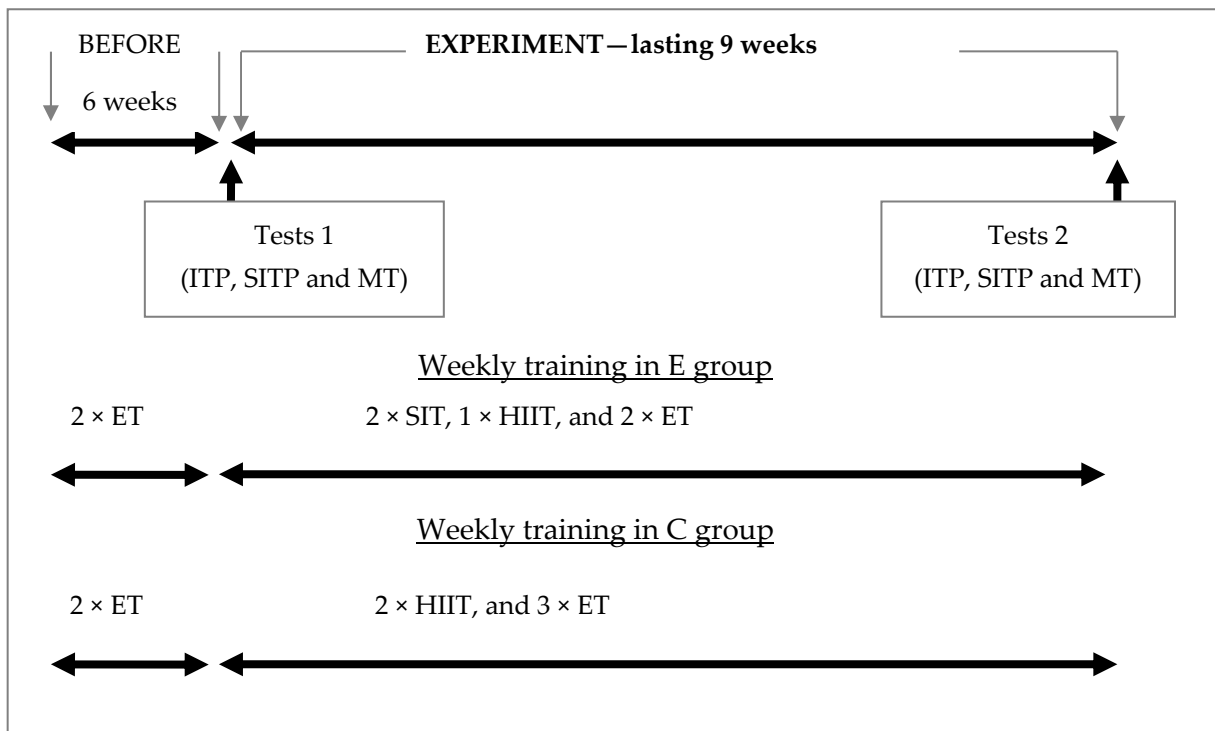 BEFORE EXPERIMENT—lasting 9 weeks
6 weeks
Tests 1
(ITP, SITP and MT)
Tests 2
(ITP, SITP and MT)
Weekly training in E group
2 × ET 2 × SIT, 1 × HIIT, and 2 × ET
Weekly training in C group
2 × ET 2 × HIIT, and 3 × ET